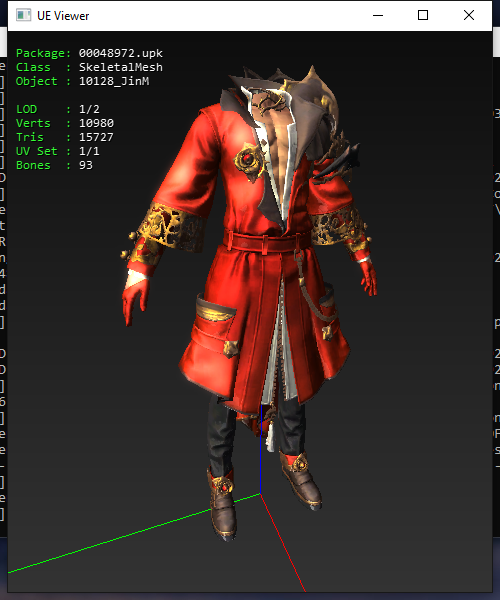 UE Viewer
Package: 00048972.upk
Class  : SkeletalMesh
Object : 10128_JinM
LOD    : 1/2
Verts  : 10980
Tris   : 15727
UV Set : 1/1
Bones  : 93